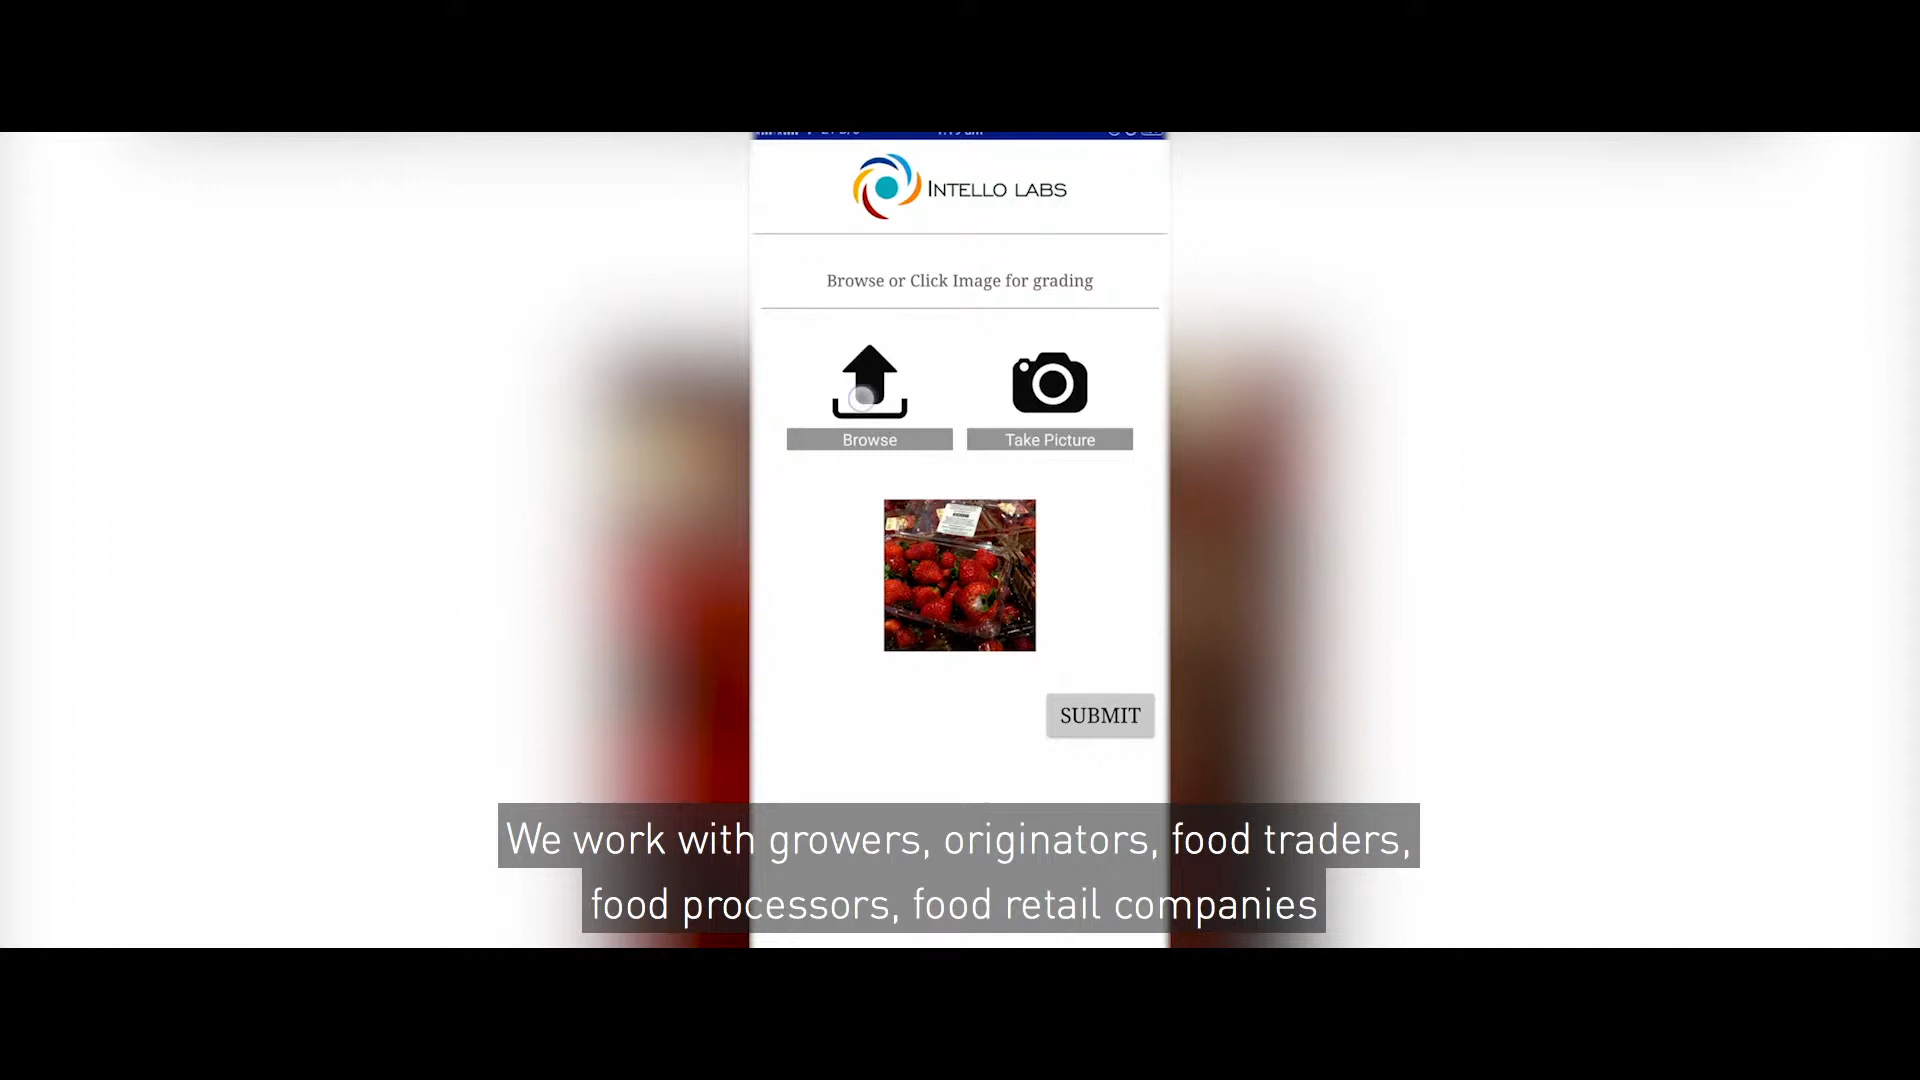 INTELLO LABS
Browse or Click Image for grading
Browse
Take Picture
SUBMIT
We work with growers, originators, food traders,
food processors, food retail companies